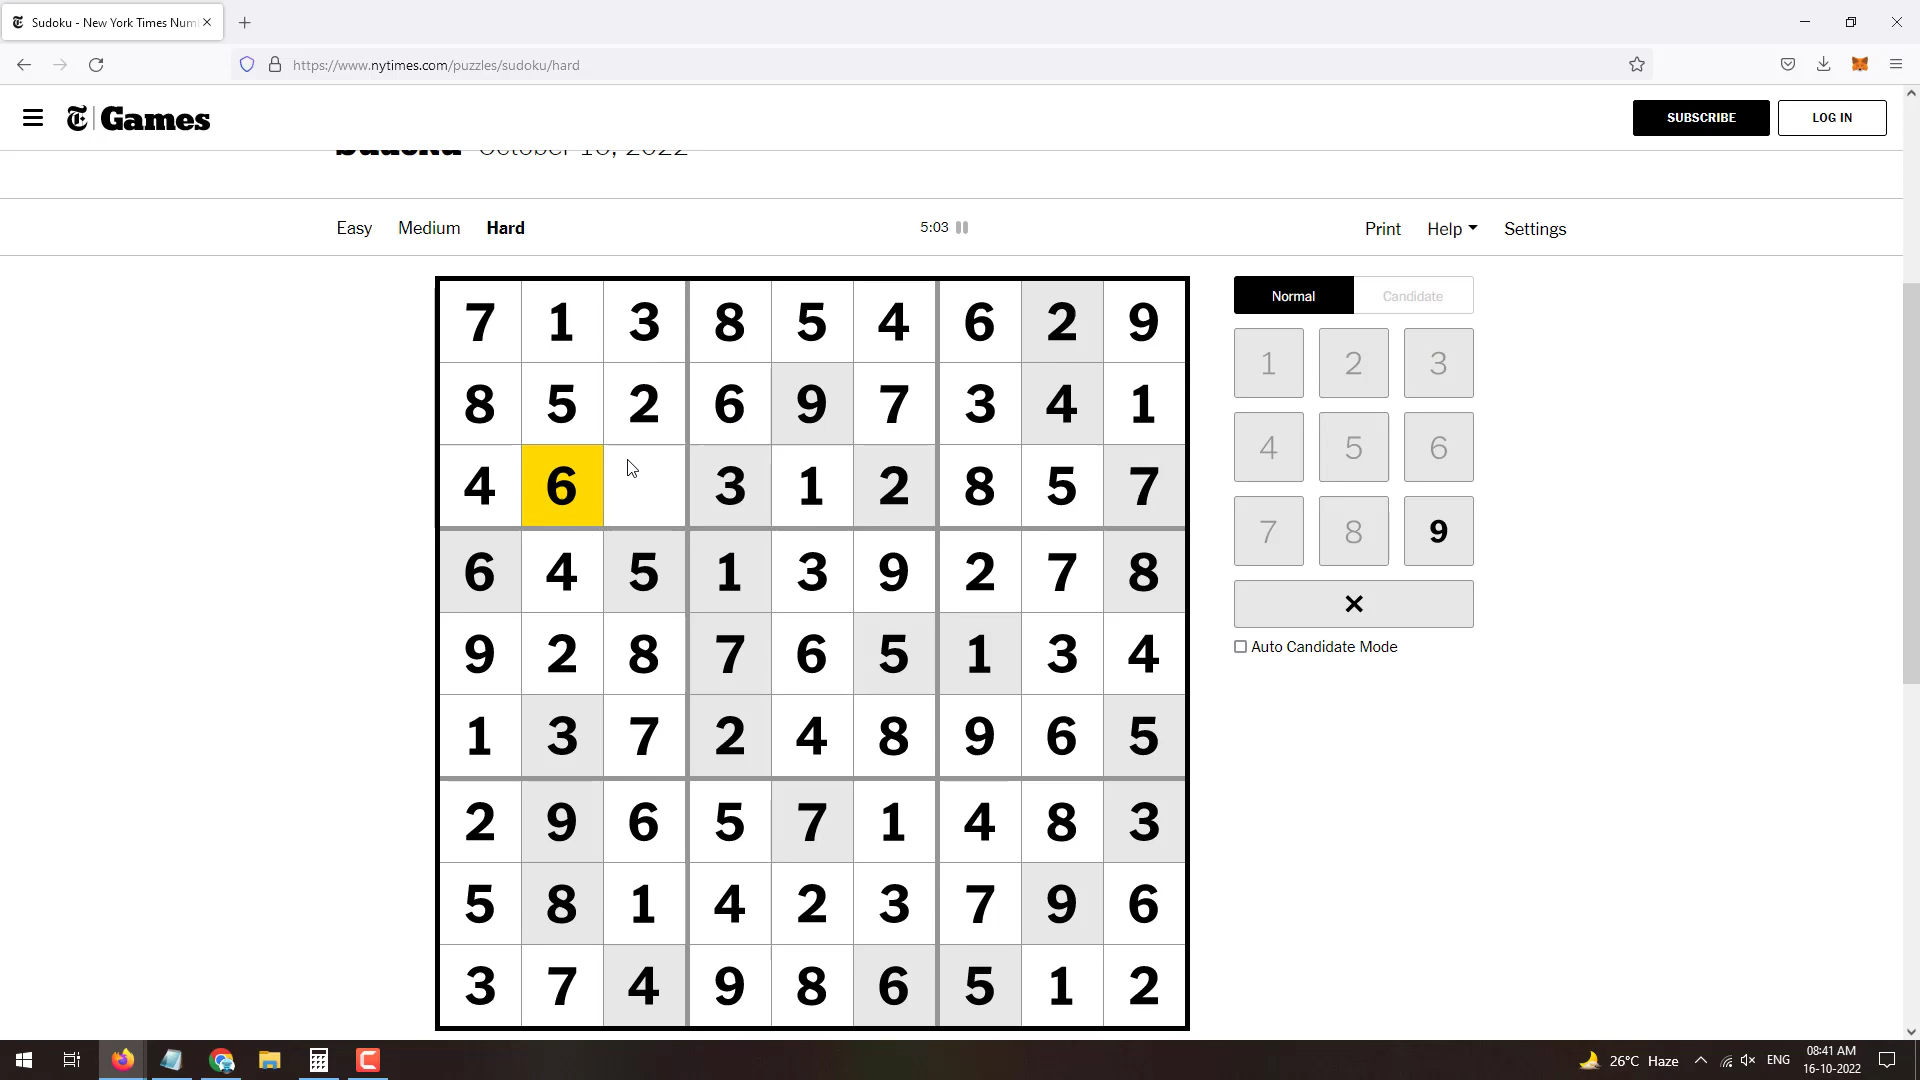 Sudoku - New York Times Num
https://www.nytimes.com/puzzles/sudoku/hard
Games
SUBSCRIBE
LOG IN
Sudoku October 16, 2022
Easy Medium Hard
5:03
Print Help Settings
7 1 3 8 5 4 6 2 9
8 5 2 6 9 7 3 4 1
4 6 3 1 2 8 5 7
6 4 5 1 3 9 2 7 8
9 2 8 7 6 5 1 3 4
1 3 7 2 4 8 9 6 5
2 9 6 5 7 1 4 8 3
5 8 1 4 2 3 7 9 6
3 7 4 9 8 6 5 1 2
Normal Candidate
1 2 3
4 5 6
7 8 9
Auto Candidate Mode
26°C Haze
ENG
08:41 AM
16-10-2022